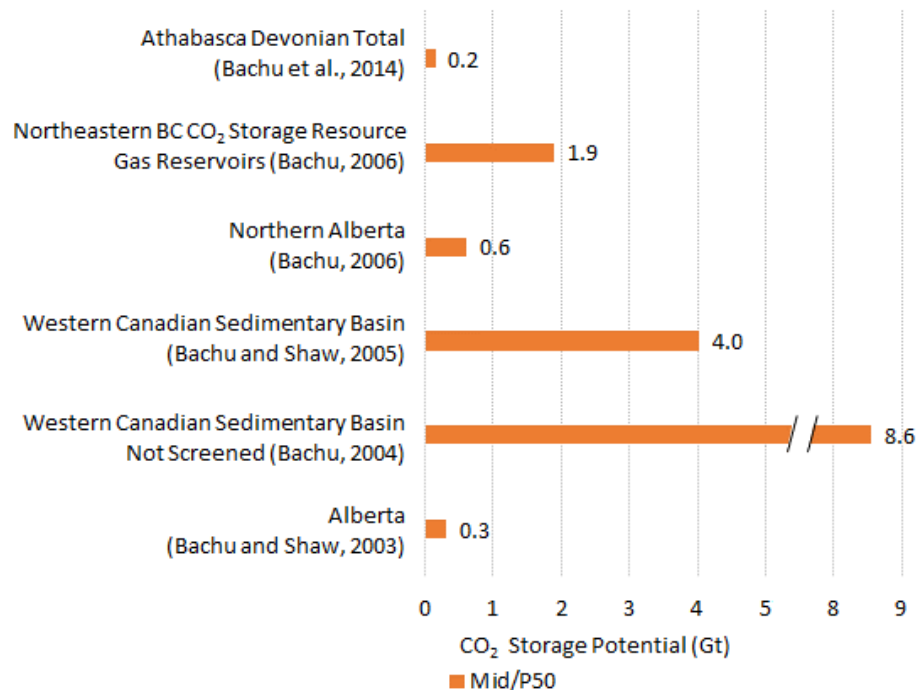 Athabasca Devonian Total
(Bachu et al., 2014)
0.2
Northeastern BC CO₂ Storage Resource
Gas Reservoirs (Bachu, 2006)
1.9
Northern Alberta
(Bachu, 2006)
0.6
Western Canadian Sedimentary Basin
(Bachu and Shaw, 2005)
4.0
Western Canadian Sedimentary Basin
Not Screened (Bachu, 2004)
8.6
Alberta
(Bachu and Shaw, 2003)
0.3
0 1 2 3 4 5 8 9
CO₂ Storage Potential (Gt)
Mid/P50